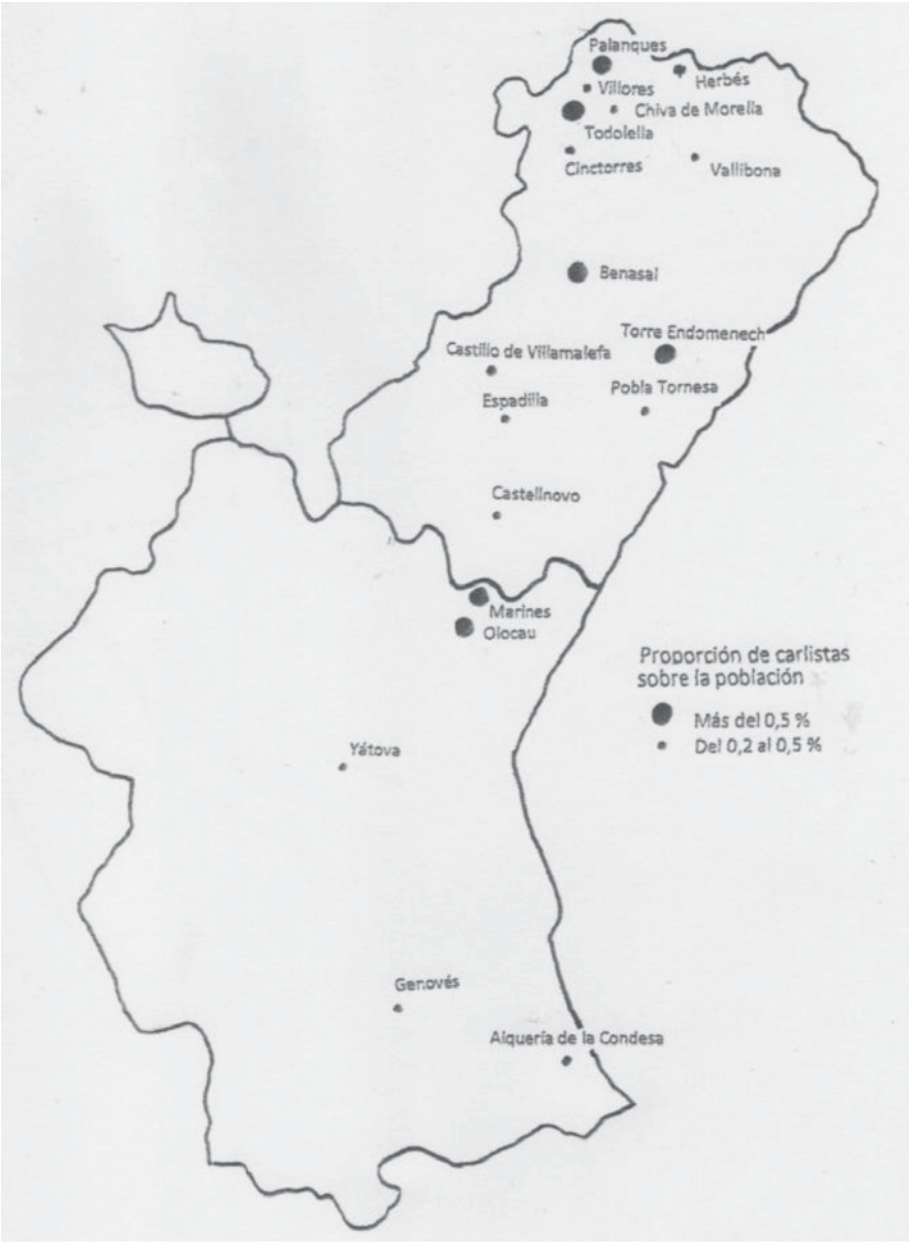 Palanques
Herbés
Villores
Chiva de Morella
Todolella
Cinctorres
Vallibona
Benasal
Torre Endomenech
Castillo de Villamalefa
Pobla Tornesa
Espadilla
Castellnovo
Marines
Olocau
Proporción de carlistas
sobre la población
Más del 0,5 %
Del 0,2 al 0,5 %
Yátova
Genovés
Alquería de la Condesa